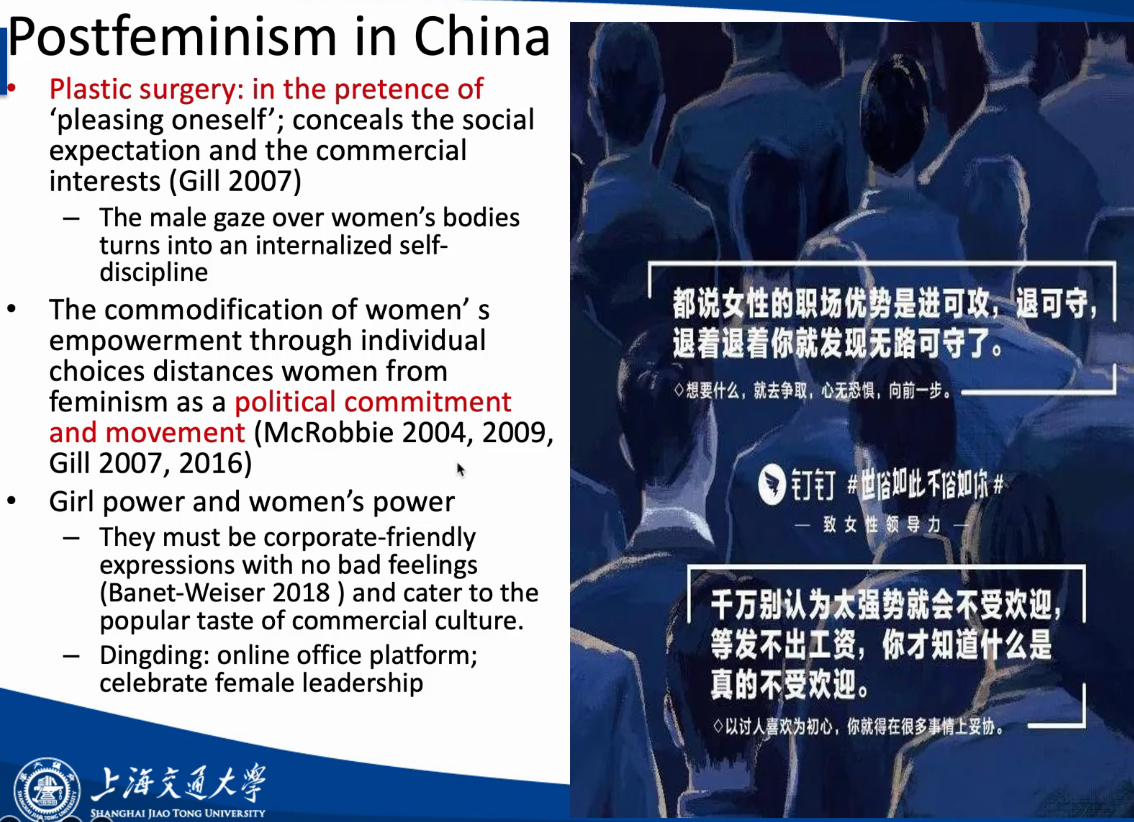 Postfeminism in China
• Plastic surgery: in the pretence of
‘pleasing oneself’; conceals the social
expectation and the commercial
interests (Gill 2007)
– The male gaze over women’s bodies
turns into an internalized self-
discipline
• The commodification of women’ s
empowerment through individual
choices distances women from
feminism as a political commitment
and movement (McRobbie 2004, 2009,
Gill 2007, 2016)
• Girl power and women’s power
– They must be corporate-friendly
expressions with no bad feelings
(Banet-Weiser 2018 ) and cater to the
popular taste of commercial culture.
– Dingding: online office platform;
celebrate female leadership
上海交通大学
SHANGHAI JIAO TONG UNIVERSITY
都说女性的职场优势是进可攻，退可守，
退着退着你就发现无路可守了。
◇想要什么，就去争取，心无恐惧，向前一步。
钉钉 #世俗如此不俗如你#
— 致女性领导力 —
千万别认为太强势就会不受欢迎，
等发不出工资，你才知道什么是
真的不受欢迎。
◇以讨人喜欢为初心，你就得在很多事情上妥协。